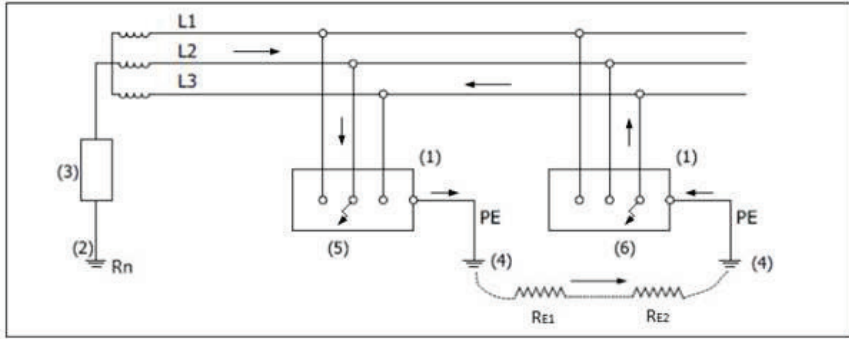 L1
L2
L3
(1)
(1)
(3)
PE
PE
(5)
(6)
(2)
Rn
(4)
(4)
RE1
RE2